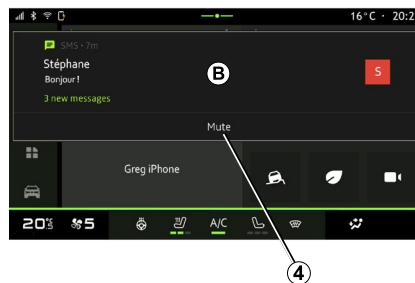 16°C · 20:2
SMS · 7m
Stéphane
Bonjour !
3 new messages
B
S
Mute
Greg iPhone
20.5
5
A/C
4